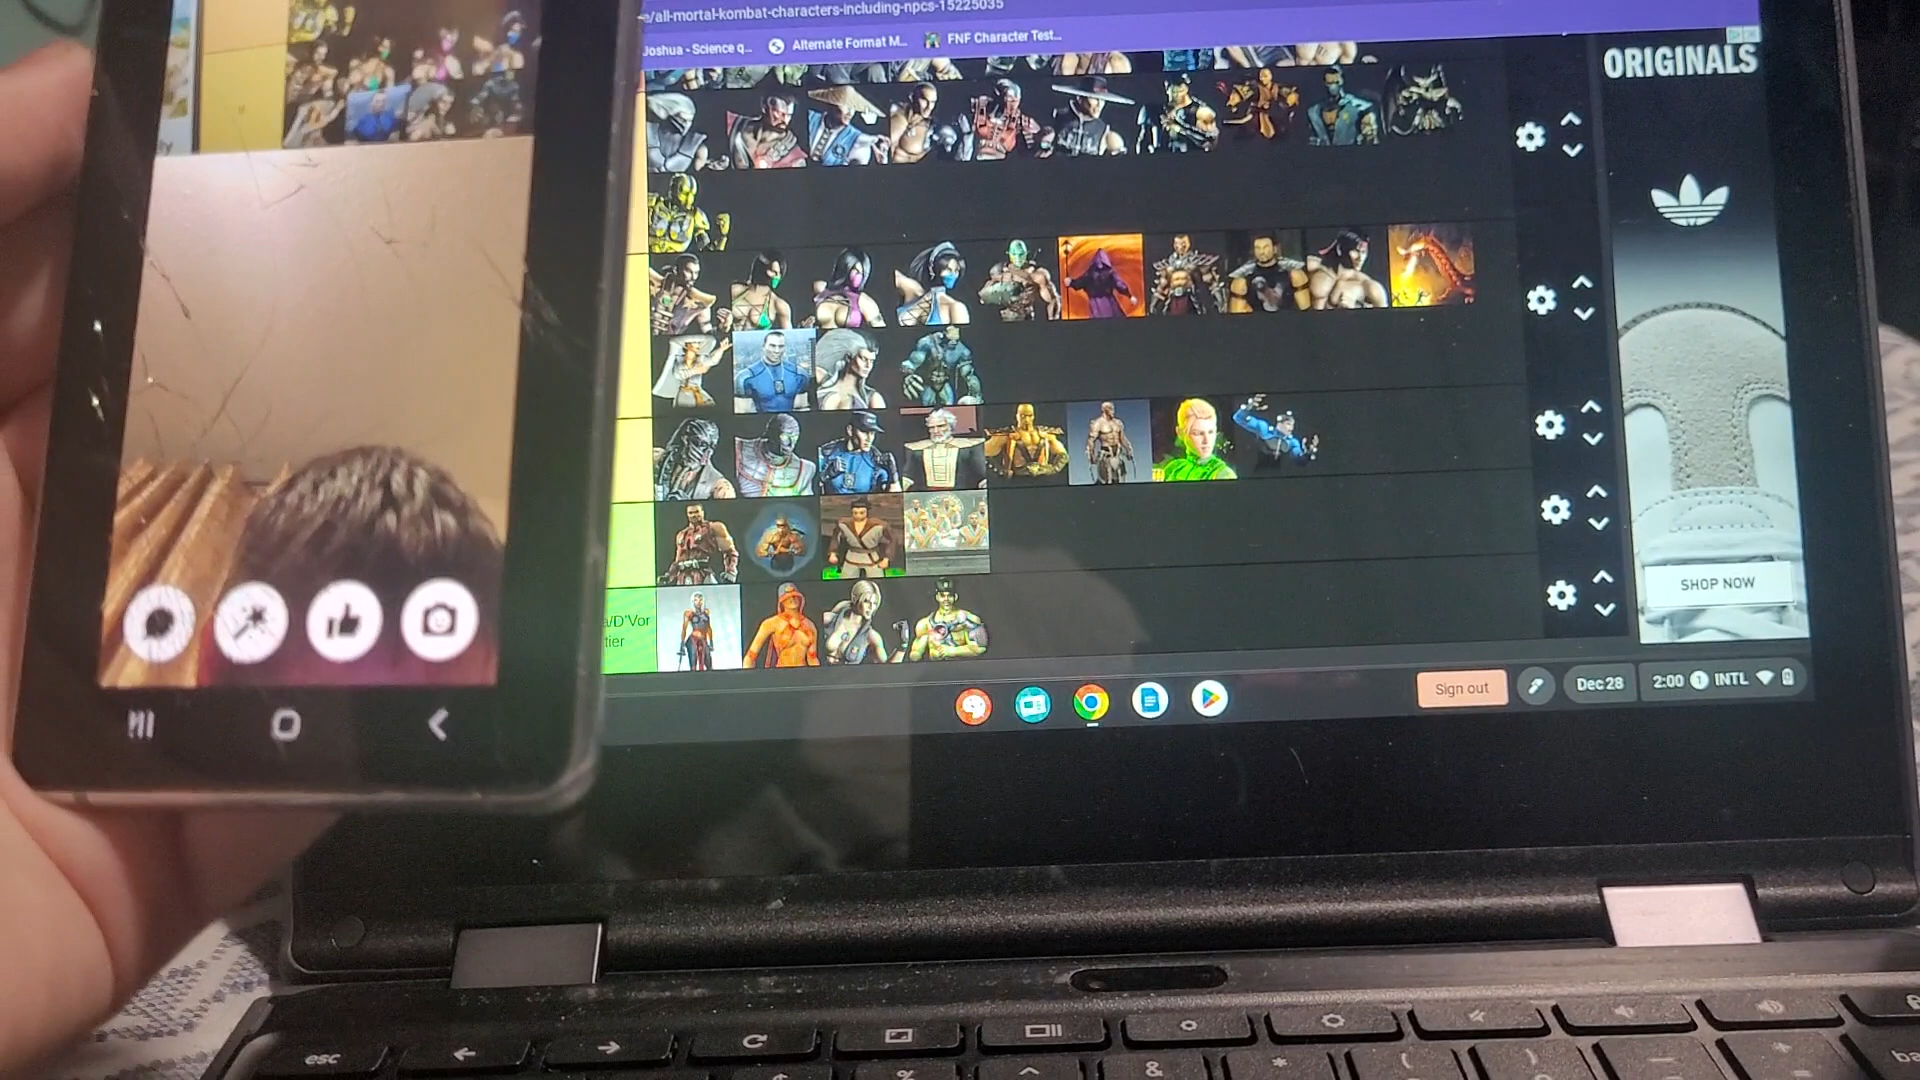 e/all-mortal-kombat-characters-including-npcs-15225035
Joshua - Science q...
Alternate Format M...
FNF Character Test...
ORIGINALS
a/D'Vor
tier
SHOP NOW
Sign out
Dec 28
2:00
1
INTL
esc
&
*
%
^
(
)